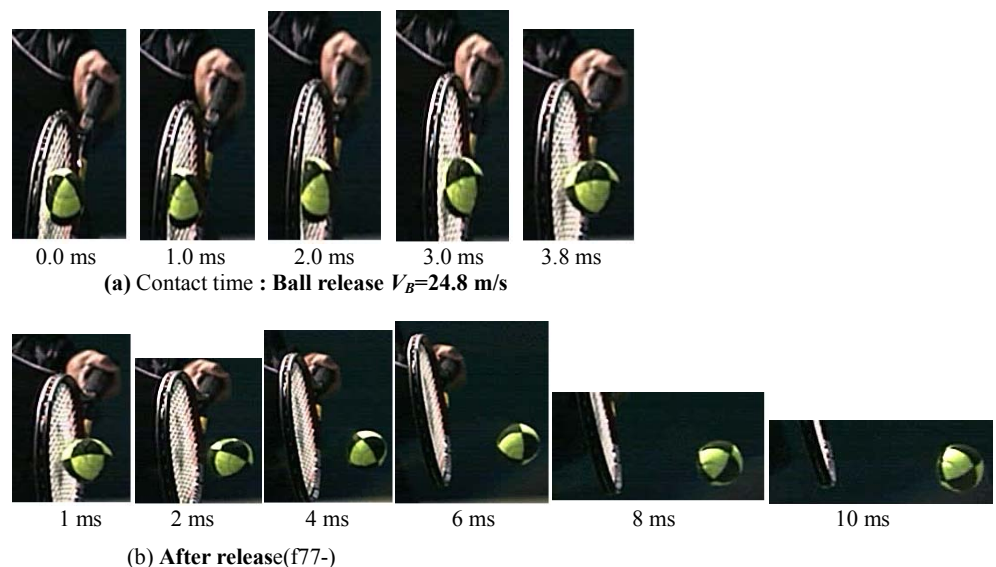 0.0 ms 1.0 ms 2.0 ms 3.0 ms 3.8 ms
(a) Contact time : Ball release VB=24.8 m/s
1 ms 2 ms 4 ms 6 ms 8 ms 10 ms
(b) After release(f77-)